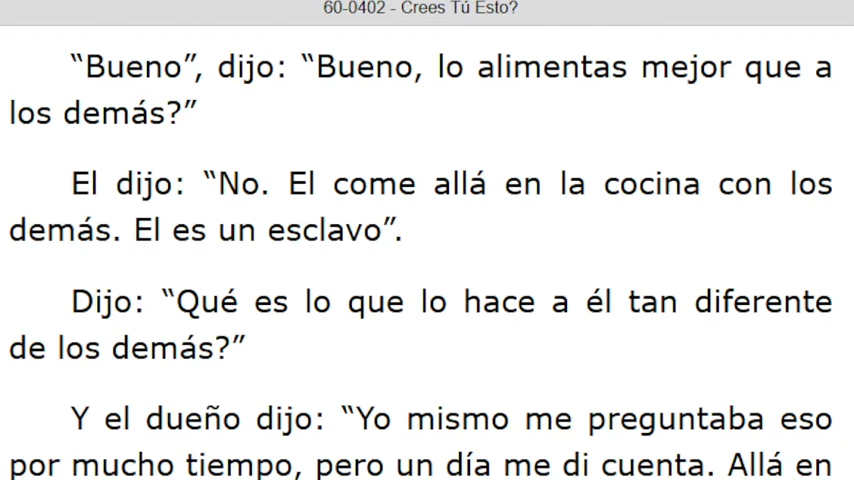 60-0402 - Crees Tú Esto?
“Bueno”, dijo: “Bueno, lo alimentas mejor que a
los demás?”
El dijo: “No. El come allá en la cocina con los
demás. El es un esclavo”.
Dijo: “Qué es lo que lo hace a él tan diferente
de los demás?”
Y el dueño dijo: “Yo mismo me preguntaba eso
por mucho tiempo, pero un día me di cuenta. Allá en